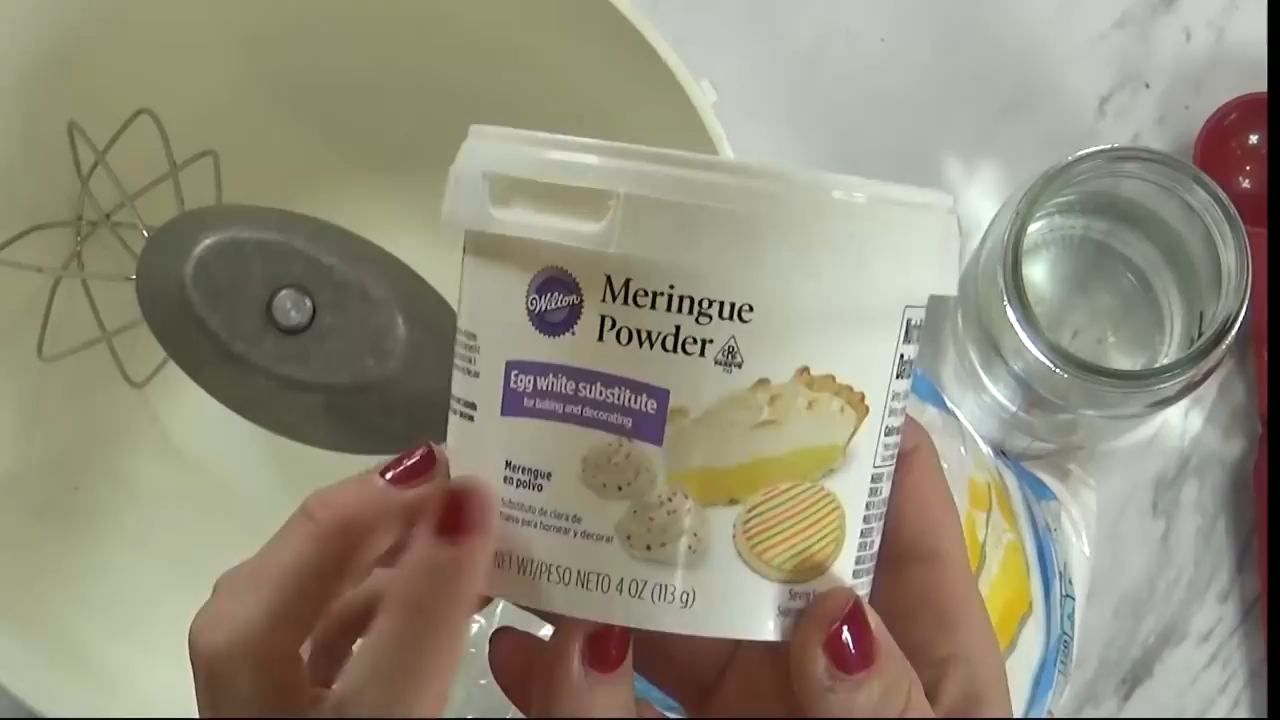 Wilton
Meringue
Powder
Egg white substitute
for baking and decorating
Merengue
en polvo
Substituto de clara de
huevo para hornear y decorar
NET WT/PESO NETO 4 OZ (113 g)